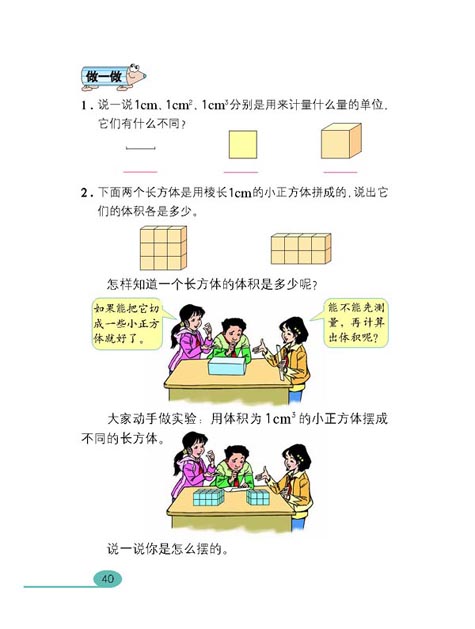 做一做
1. 说一说1cm、1cm²、1cm³分别是用来计量什么量的单位,
它们有什么不同?
2. 下面两个长方体是用棱长1cm的小正方体拼成的,说出它
们的体积各是多少。
怎样知道一个长方体的体积是多少呢?
如果能把它切
成一些小正方
体就好了。
能不能先测
量,再计算
出体积呢?
大家动手做实验:用体积为1cm³的小正方体摆成
不同的长方体。
说一说你是怎么摆的。
40